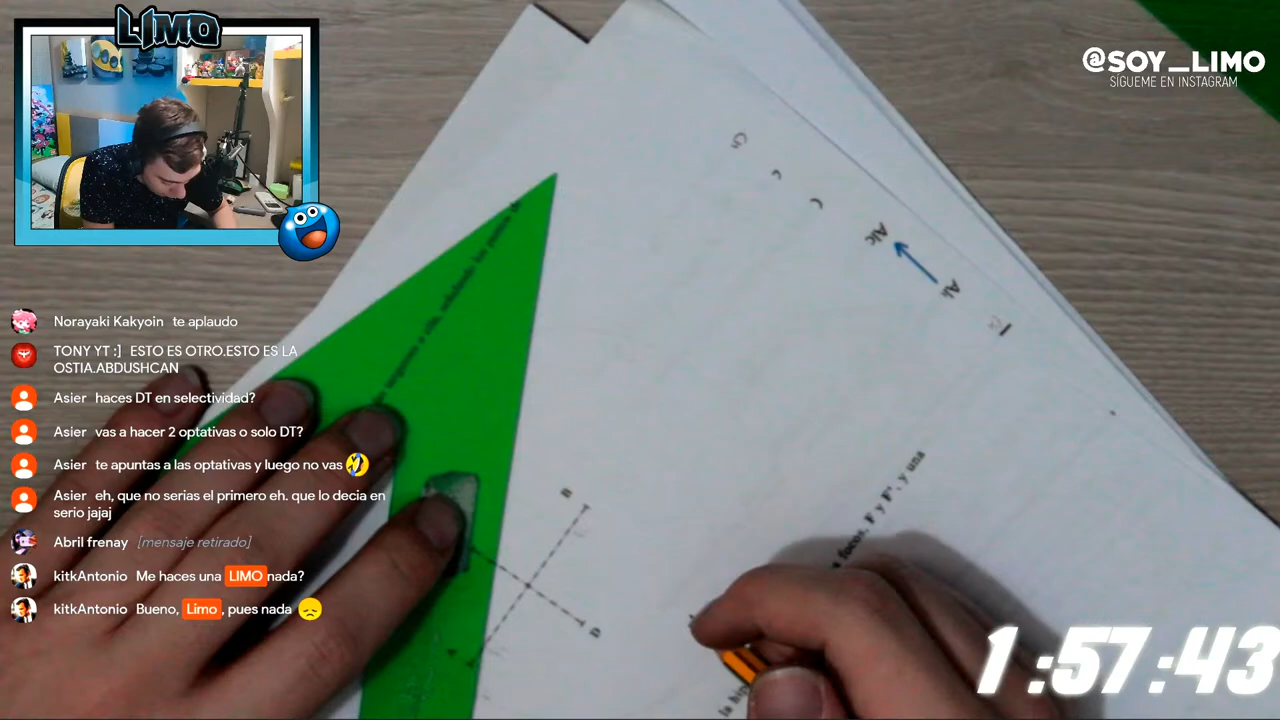 LIMO
@SOY_LIMO
SÍGUEME EN INSTAGRAM
Norayaki Kakyoin te aplaudo
TONY YT :] ESTO ES OTRO.ESTO ES LA
OSTIA.ABDUSHCAN
Asier haces DT en selectividad?
Asier vas a hacer 2 optativas o solo DT?
Asier te apuntas a las optativas y luego no vas 🤣
Asier eh, que no serias el primero eh. que lo decia en
serio jajaj
Abril frenay [mensaje retirado]
kitkAntonio Me haces una LIMO nada?
kitkAntonio Bueno, Limo, pues nada 😞
focos, F y F', y una
B
1:57:43